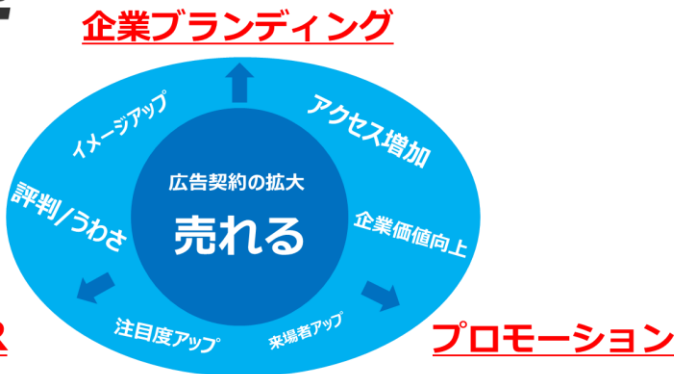 企業ブランディング
イメージアップ
アクセス増加
広告契約の拡大
評判/うわさ
売れる
企業価値向上
注目度アップ
来場者アップ
プロモーション